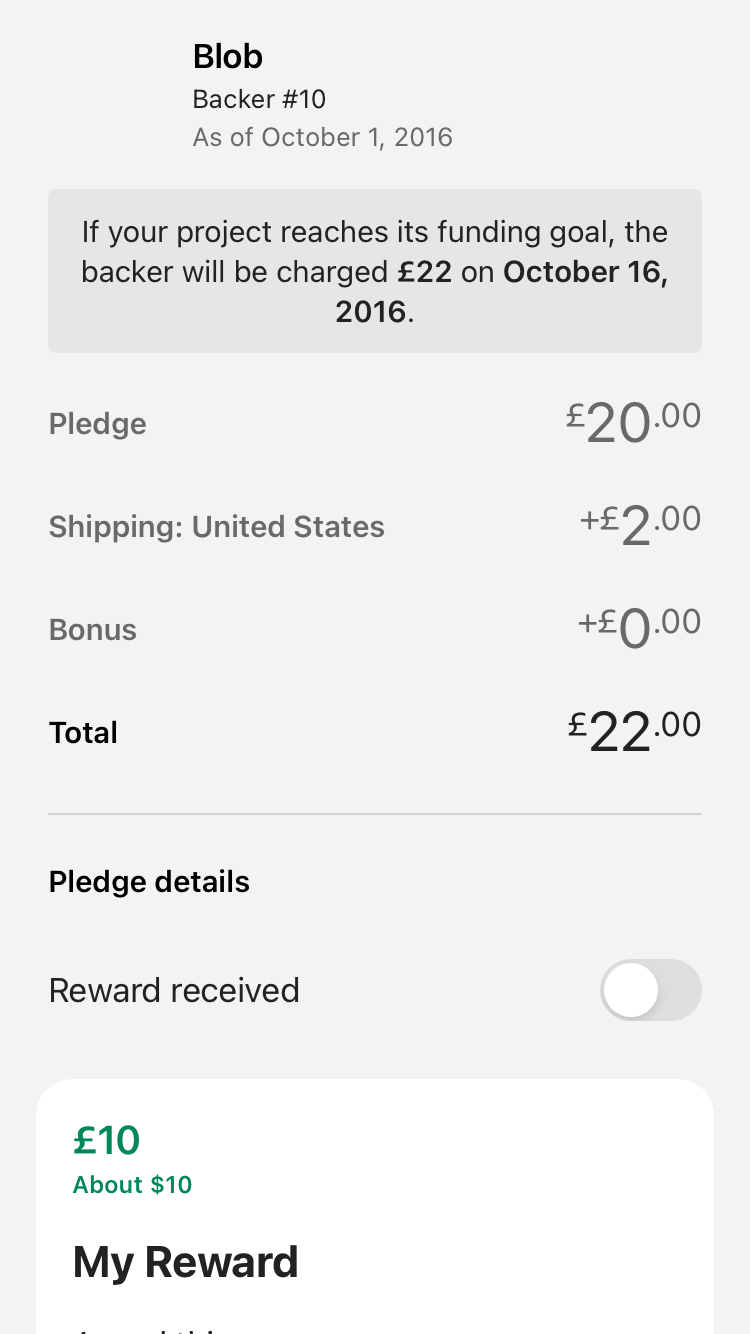 Blob
Backer #10
As of October 1, 2016
If your project reaches its funding goal, the
backer will be charged £22 on October 16,
2016.
Pledge £20.00
Shipping: United States +£2.00
Bonus +£0.00
Total £22.00
Pledge details
Reward received
£10
About $10
My Reward